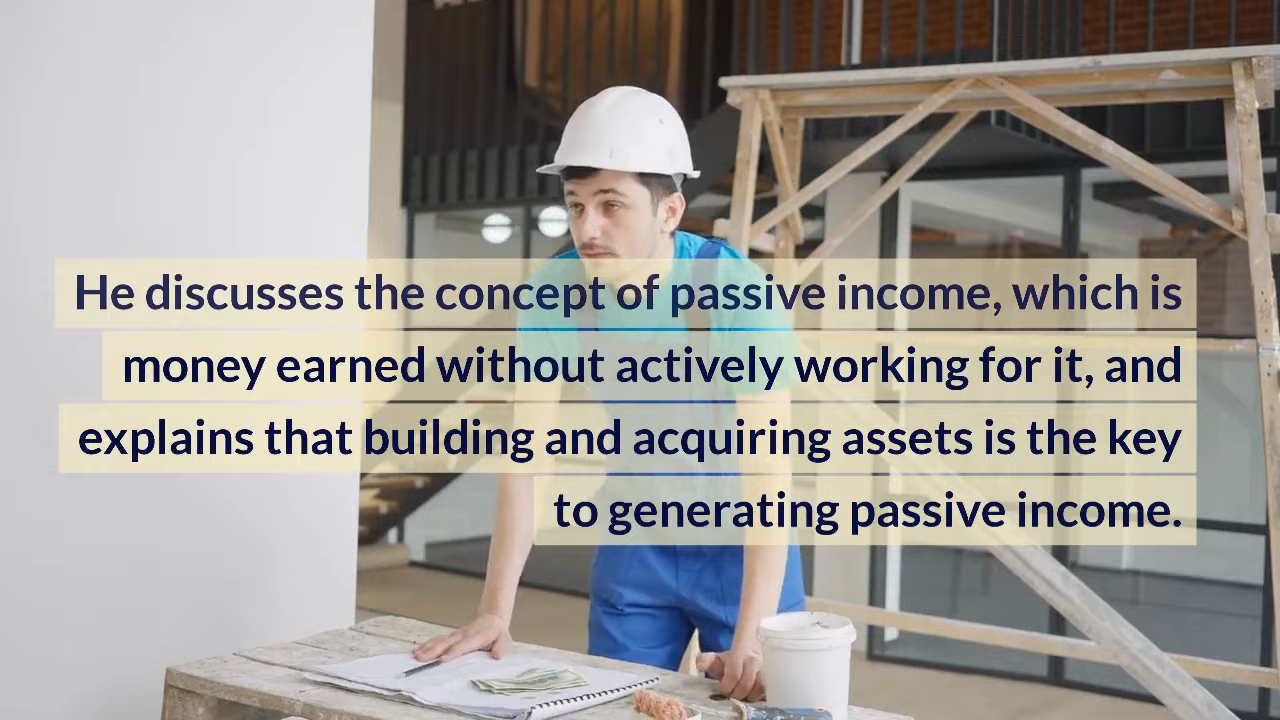 He discusses the concept of passive income, which is
money earned without actively working for it, and
explains that building and acquiring assets is the key
to generating passive income.